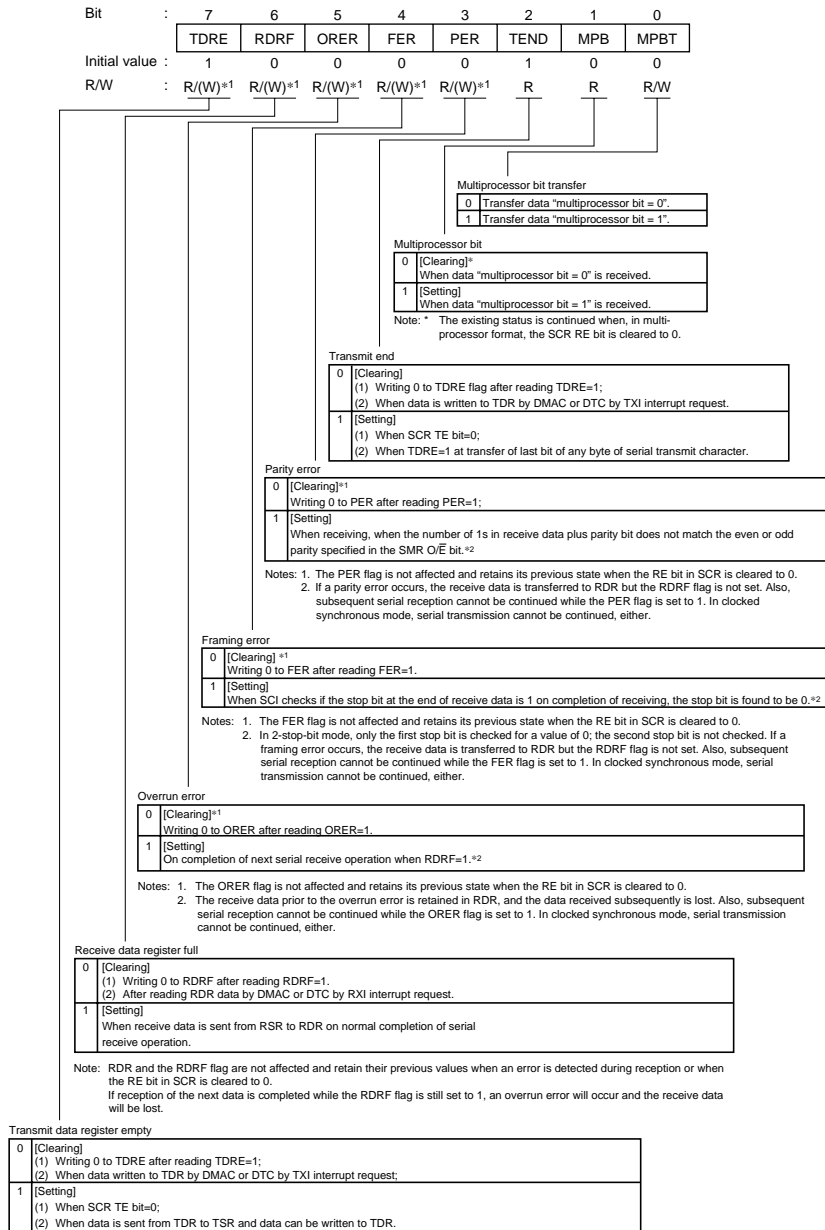 Bit : 7 6 5 4 3 2 1 0
TDRE RDRF ORER FER PER TEND MPB MPBT
Initial value : 1 0 0 0 0 1 0 0
R/W : R/(W)*1 R/(W)*1 R/(W)*1 R/(W)*1 R/(W)*1 R R R/W
Multiprocessor bit transfer
0 Transfer data “multiprocessor bit = 0”.
1 Transfer data “multiprocessor bit = 1”.
Multiprocessor bit
0 [Clearing]*
When data “multiprocessor bit = 0” is received.
1 [Setting]
When data “multiprocessor bit = 1” is received.
Note: * The existing status is continued when, in multi-
processor format, the SCR RE bit is cleared to 0.
Transmit end
0 [Clearing]
(1) Writing 0 to TDRE flag after reading TDRE=1;
(2) When data is written to TDR by DMAC or DTC by TXI interrupt request.
1 [Setting]
(1) When SCR TE bit=0;
(2) When TDRE=1 at transfer of last bit of any byte of serial transmit character.
Parity error
0 [Clearing]*1
Writing 0 to PER after reading PER=1;
1 [Setting]
When receiving, when the number of 1s in receive data plus parity bit does not match the even or odd
parity specified in the SMR O/E̅ bit.*2
Notes: 1. The PER flag is not affected and retains its previous state when the RE bit in SCR is cleared to 0.
2. If a parity error occurs, the receive data is transferred to RDR but the RDRF flag is not set. Also,
subsequent serial reception cannot be continued while the PER flag is set to 1. In clocked
synchronous mode, serial transmission cannot be continued, either.
Framing error
0 [Clearing] *1
Writing 0 to FER after reading FER=1.
1 [Setting]
When SCI checks if the stop bit at the end of receive data is 1 on completion of receiving, the stop bit is found to be 0.*2
Notes: 1. The FER flag is not affected and retains its previous state when the RE bit in SCR is cleared to 0.
2. In 2-stop-bit mode, only the first stop bit is checked for a value of 0; the second stop bit is not checked. If a
framing error occurs, the receive data is transferred to RDR but the RDRF flag is not set. Also, subsequent
serial reception cannot be continued while the FER flag is set to 1. In clocked synchronous mode, serial
transmission cannot be continued, either.
Overrun error
0 [Clearing]*1
Writing 0 to ORER after reading ORER=1.
1 [Setting]
On completion of next serial receive operation when RDRF=1.*2
Notes: 1. The ORER flag is not affected and retains its previous state when the RE bit in SCR is cleared to 0.
2. The receive data prior to the overrun error is retained in RDR, and the data received subsequently is lost. Also, subsequent
serial reception cannot be continued while the ORER flag is set to 1. In clocked synchronous mode, serial transmission
cannot be continued, either.
Receive data register full
0 [Clearing]
(1) Writing 0 to RDRF after reading RDRF=1.
(2) After reading RDR data by DMAC or DTC by RXI interrupt request.
1 [Setting]
When receive data is sent from RSR to RDR on normal completion of serial
receive operation.
Note: RDR and the RDRF flag are not affected and retain their previous values when an error is detected during reception or when
the RE bit in SCR is cleared to 0.
If reception of the next data is completed while the RDRF flag is still set to 1, an overrun error will occur and the receive data
will be lost.
Transmit data register empty
0 [Clearing]
(1) Writing 0 to TDRE after reading TDRE=1;
(2) When data written to TDR by DMAC or DTC by TXI interrupt request;
1 [Setting]
(1) When SCR TE bit=0;
(2) When data is sent from TDR to TSR and data can be written to TDR.